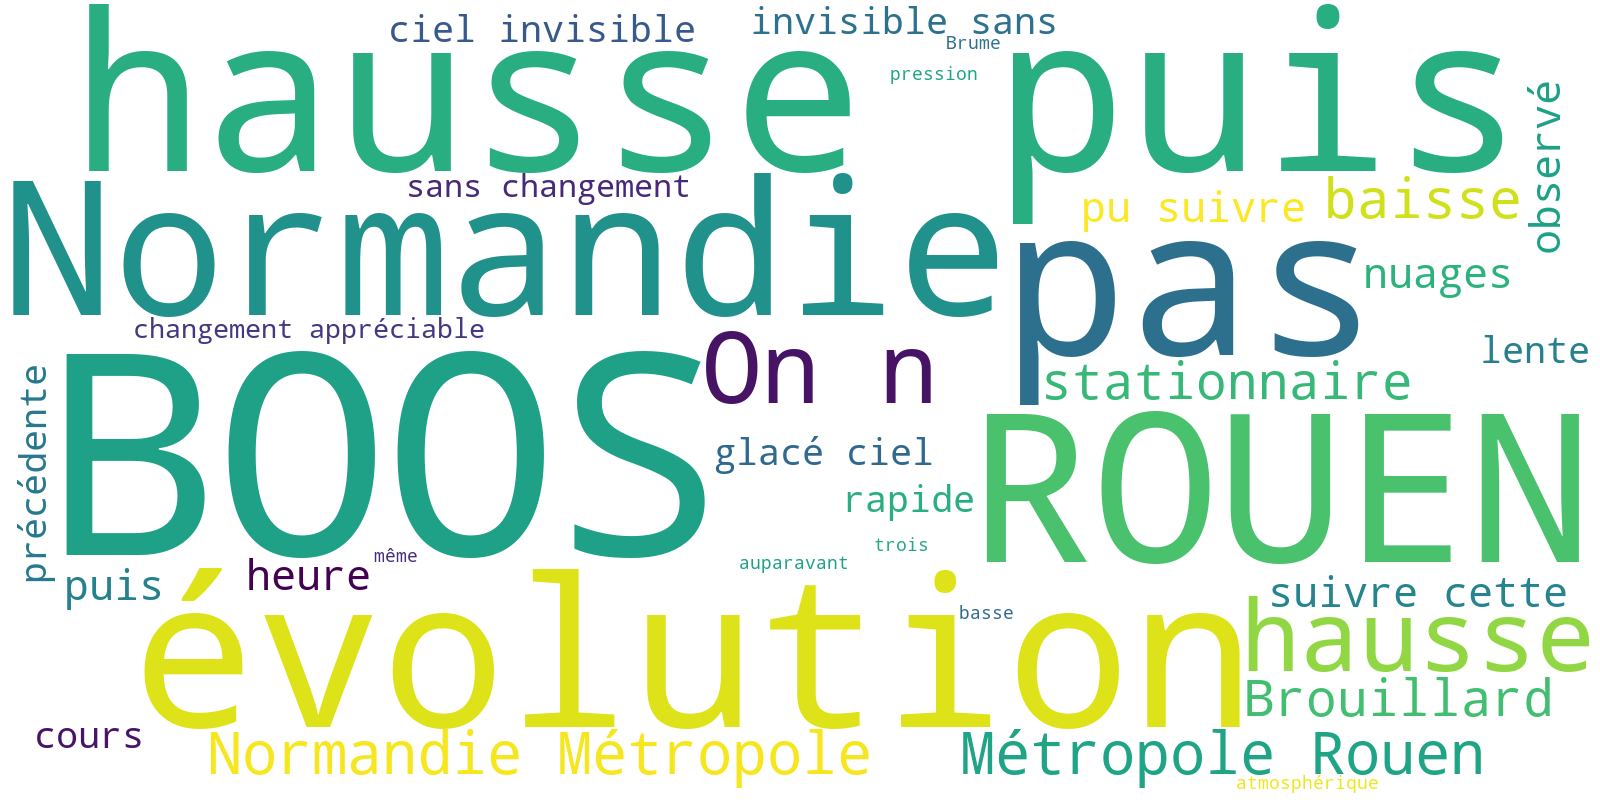 ciel invisible
invisible sans
Brume
pression
hausse puis
observé
sans changement
Normandie
pu suivre
baisse
pas
nuages
changement appréciable
On n
lente
stationnaire
précédente
BOOS
glacé ciel
ROUEN
rapide
trois
même
auparavant
heure
puis
évolution
basse
suivre cette
hausse
Brouillard
cours
Normandie Métropole
Métropole Rouen
atmosphérique